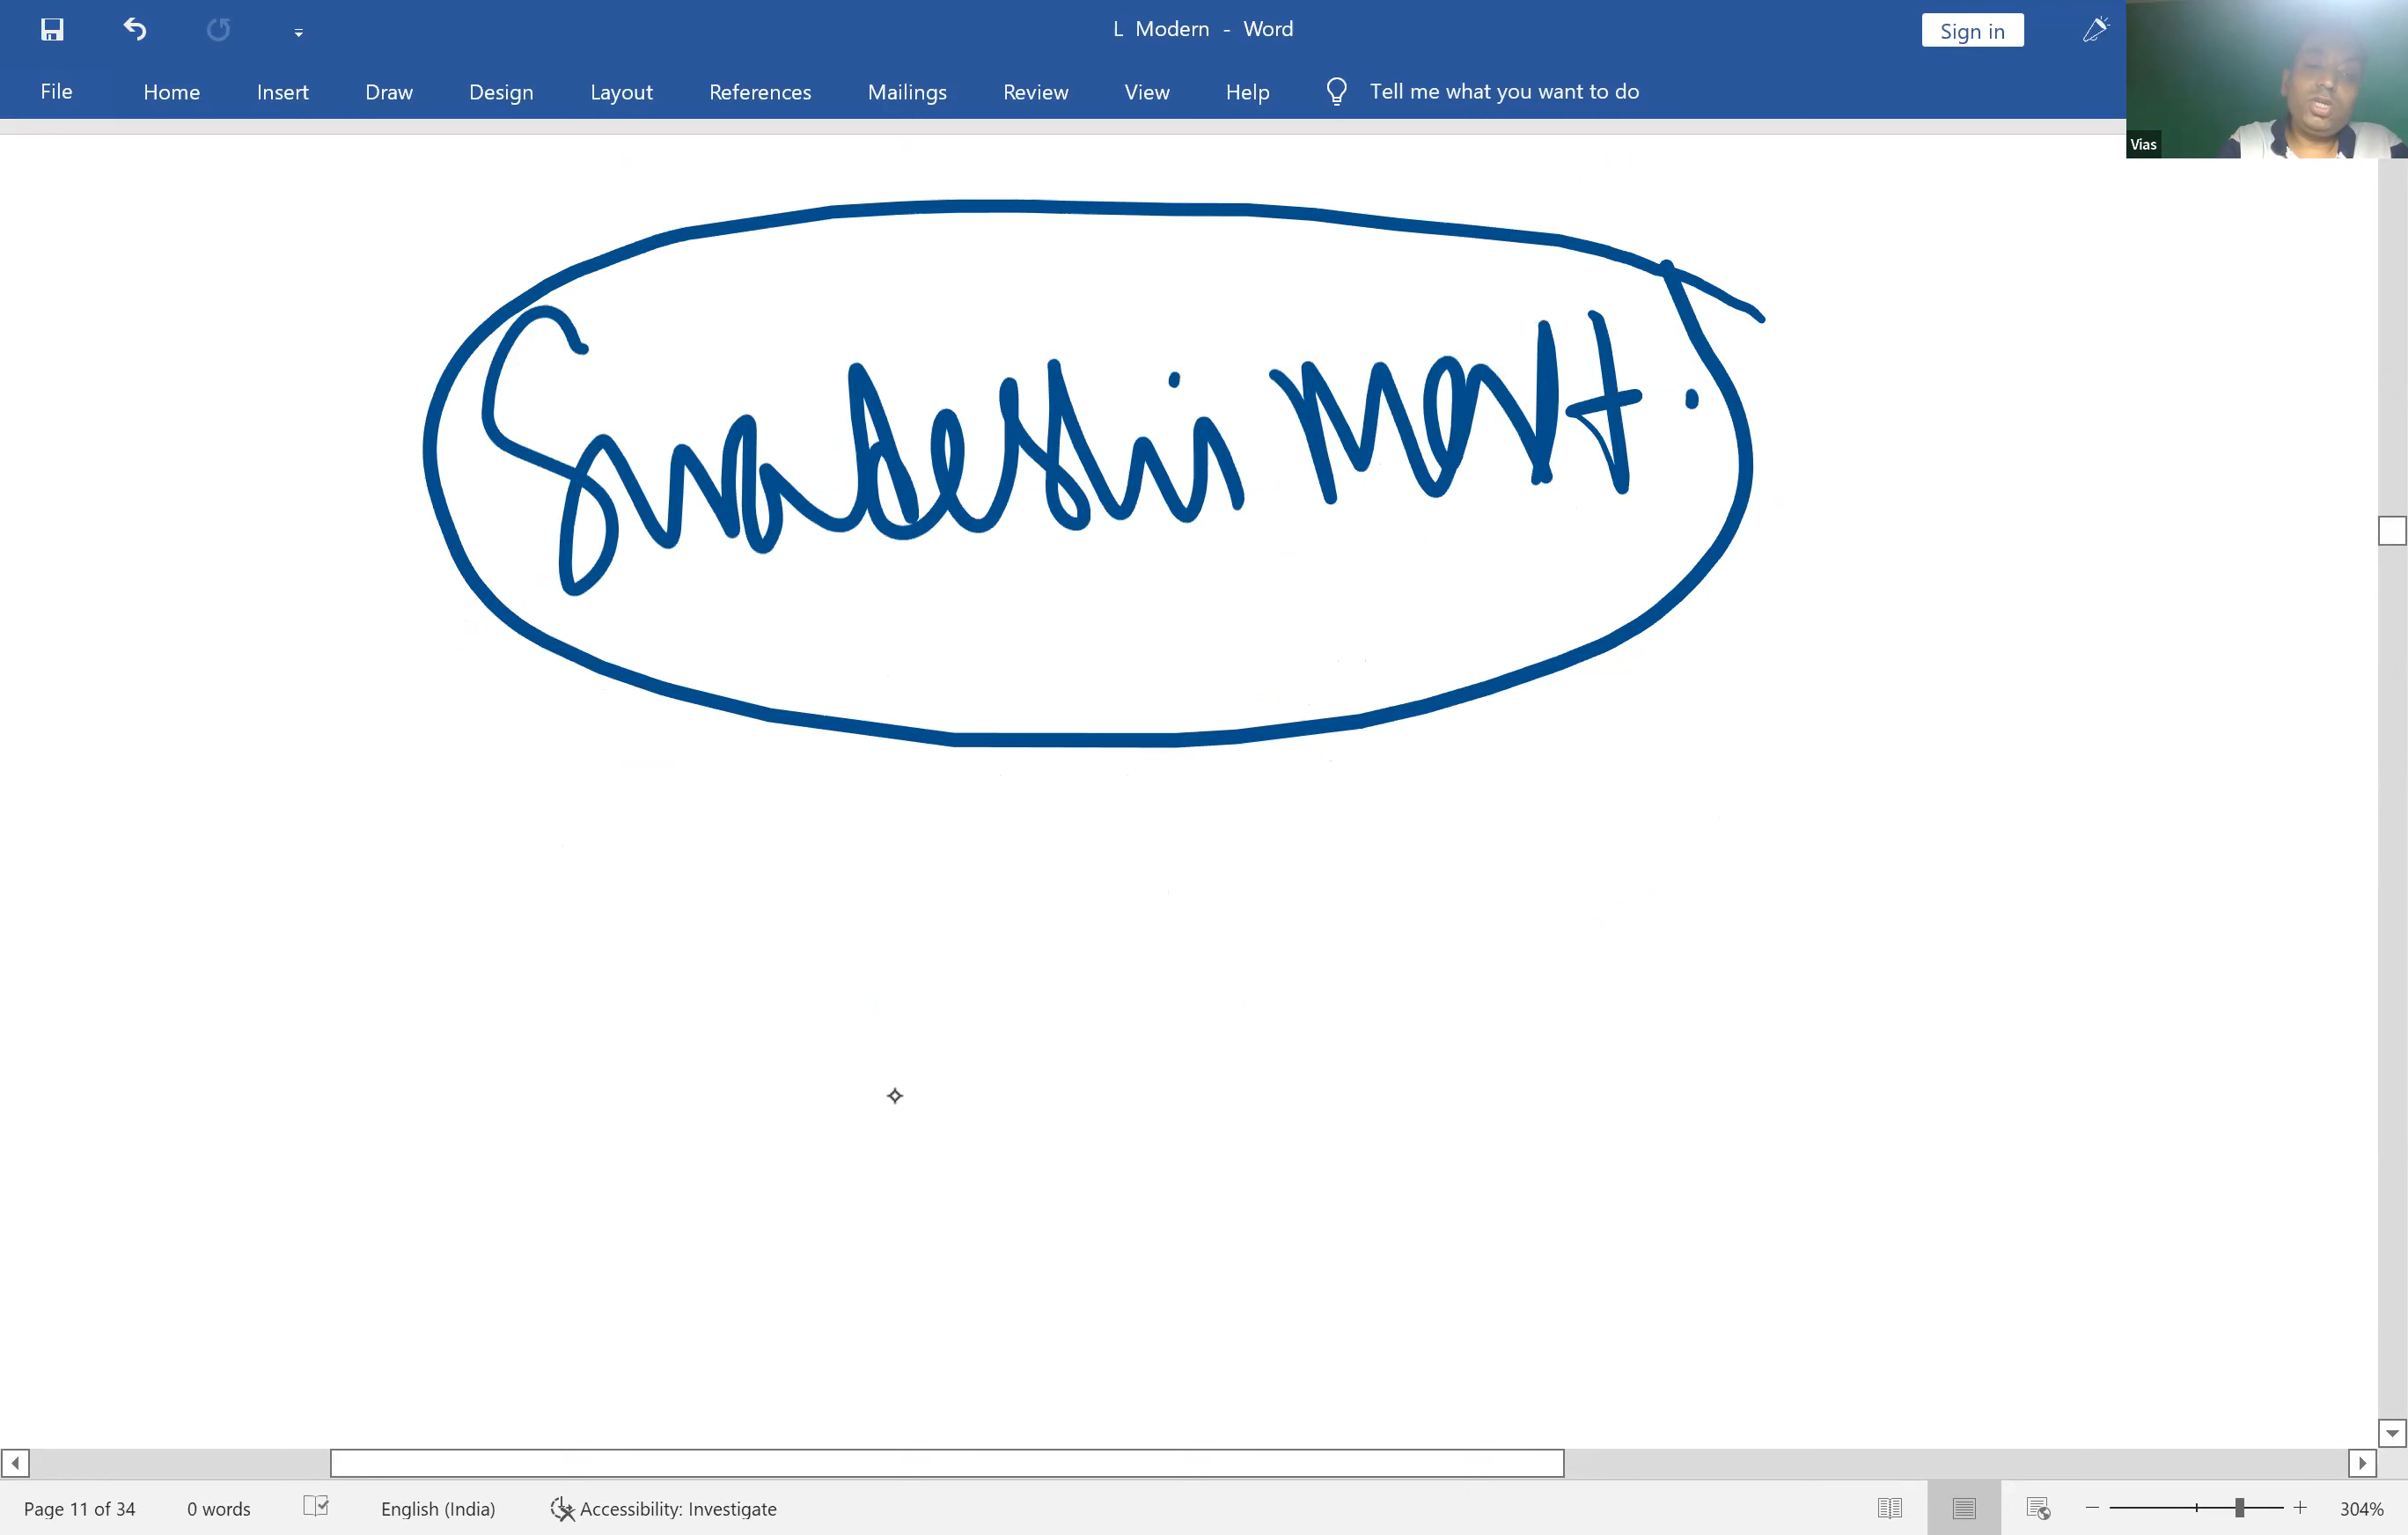 L Modern - Word
Sign in
File Home Insert Draw Design Layout References Mailings Review View Help Tell me what you want to do
Vias
Swadeshi movt.
Page 11 of 34 0 words English (India) Accessibility: Investigate 304%